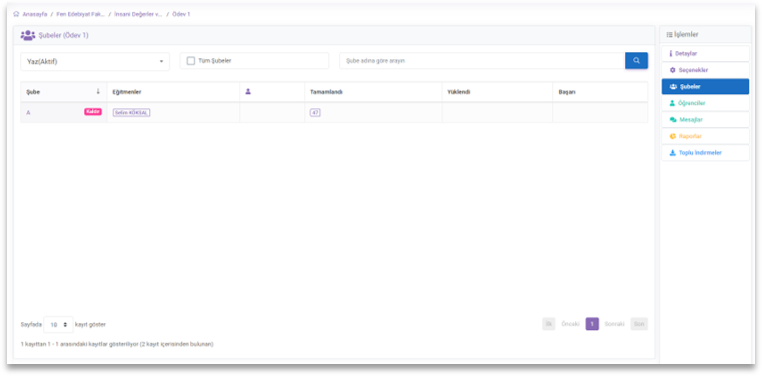 Anasayfa / Fen Edebiyat Fak... / İnsani Değerler v... / Ödev 1
Şubeler (Ödev 1)
Yaz(Aktif)
Tüm Şubeler
Şube adına göre arayın
Şube Eğitmenler Tamamlandı Yüklendi Başarı
A Kaldır Selim KÖKSAL 47
Sayfada 10 kayıt göster
İlk Önceki 1 Sonraki Son
1 kayıttan 1 - 1 arasındaki kayıtlar gösteriliyor (2 kayıt içerisinden bulunan)
İşlemler
Detaylar
Seçenekler
Şubeler
Öğrenciler
Mesajlar
Raporlar
Toplu İndirmeler